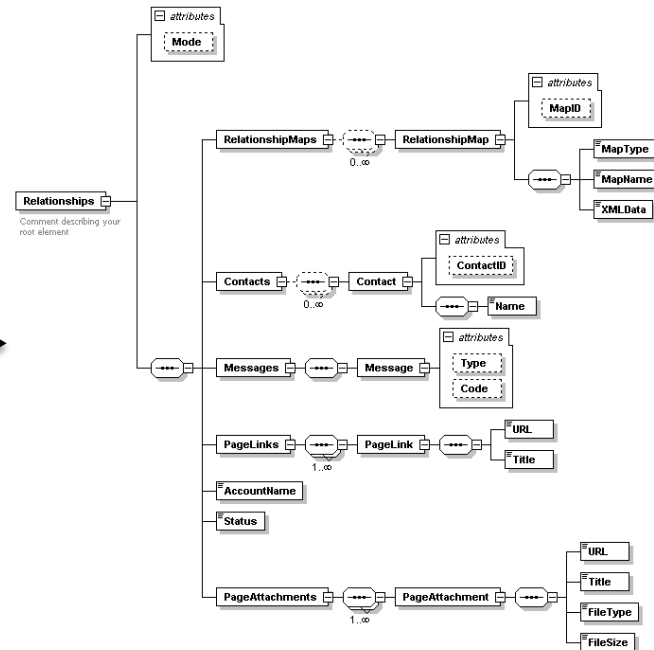 attributes
Mode
attributes
MapID
RelationshipMaps
0..∞
RelationshipMap
MapType
MapName
XMLData
Relationships
Comment describing your
root element
attributes
ContactID
Contacts
0..∞
Contact
Name
attributes
Type
Code
Messages
Message
PageLinks
1..∞
PageLink
URL
Title
AccountName
Status
PageAttachments
1..∞
PageAttachment
URL
Title
FileType
FileSize